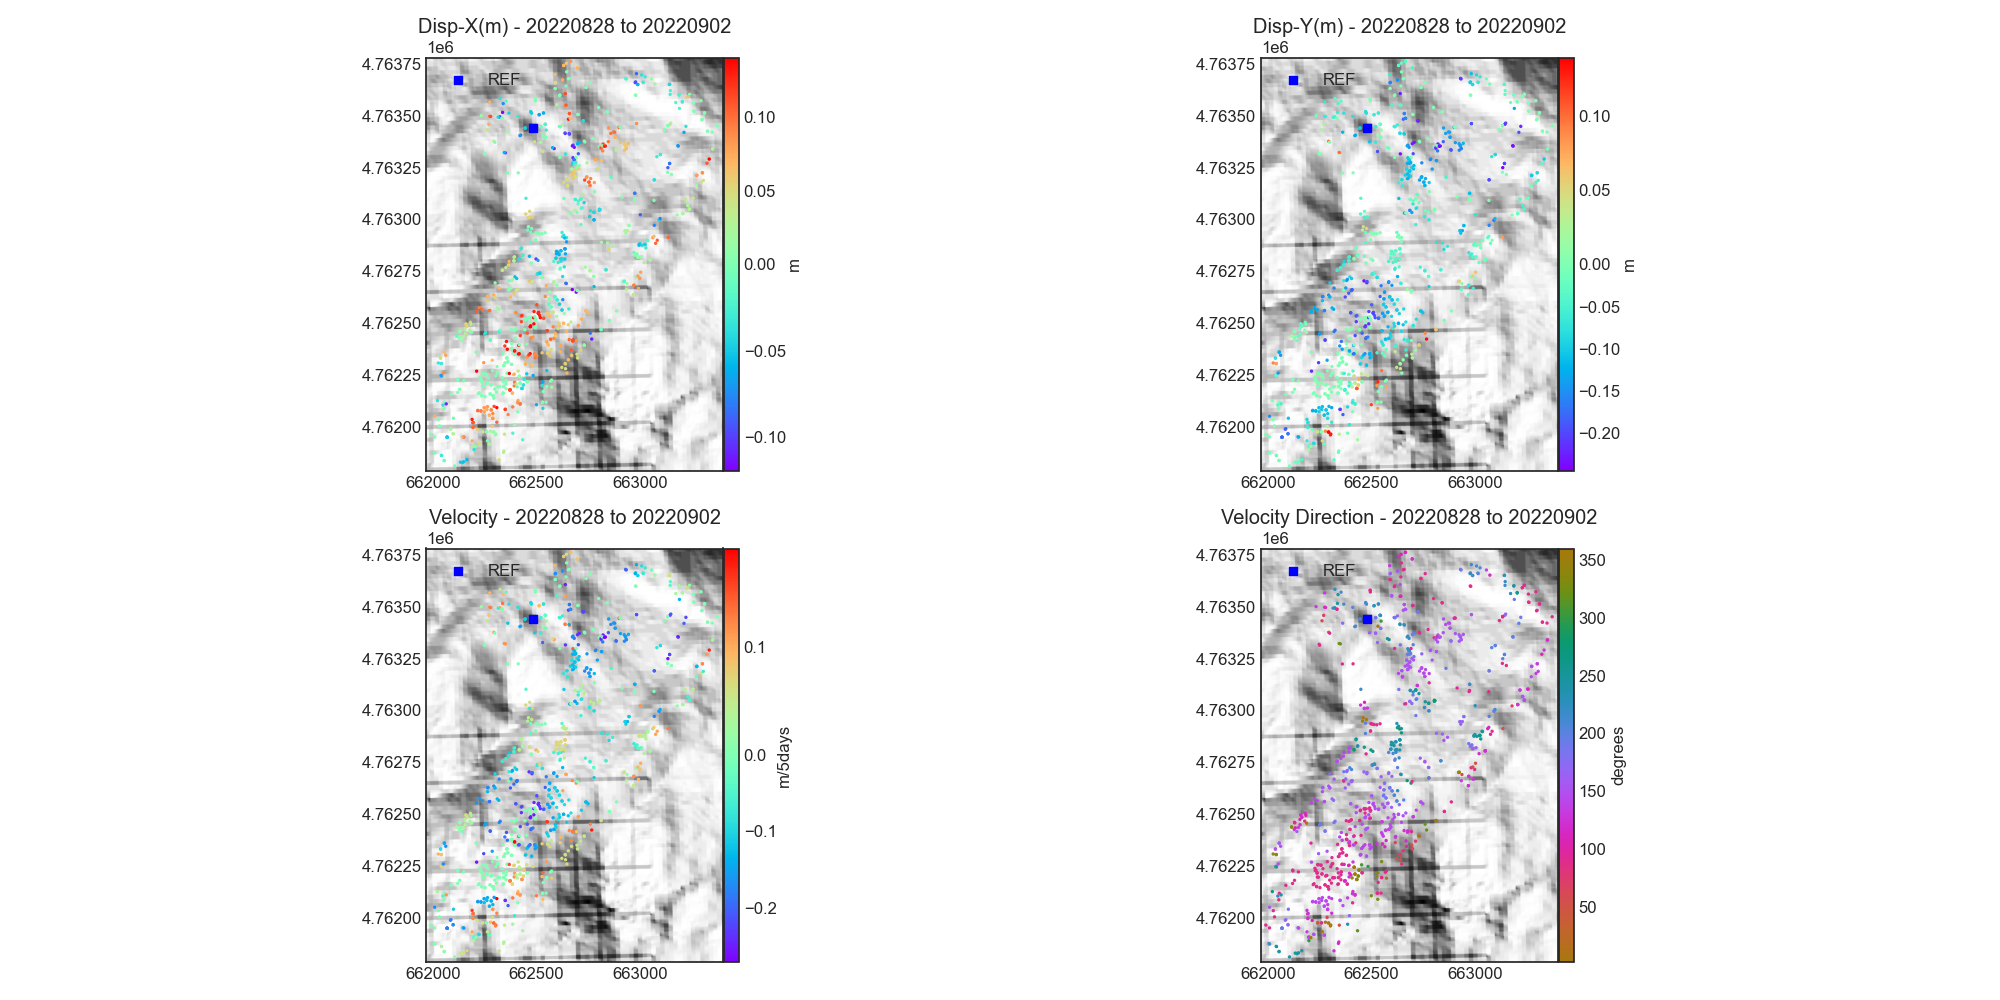 Disp-X(m) - 20220828 to 20220902
1e6
REF
4.76375
4.76350
4.76325
4.76300
4.76275
4.76250
4.76225
4.76200
662000 662500 663000
0.10
0.05
0.00
−0.05
−0.10
m
Disp-Y(m) - 20220828 to 20220902
1e6
REF
4.76375
4.76350
4.76325
4.76300
4.76275
4.76250
4.76225
4.76200
662000 662500 663000
0.10
0.05
0.00
−0.05
−0.10
−0.15
−0.20
m
Velocity - 20220828 to 20220902
1e6
REF
4.76375
4.76350
4.76325
4.76300
4.76275
4.76250
4.76225
4.76200
662000 662500 663000
0.1
0.0
−0.1
−0.2
m/5days
Velocity Direction - 20220828 to 20220902
1e6
REF
4.76375
4.76350
4.76325
4.76300
4.76275
4.76250
4.76225
4.76200
662000 662500 663000
350
300
250
200
150
100
50
degrees